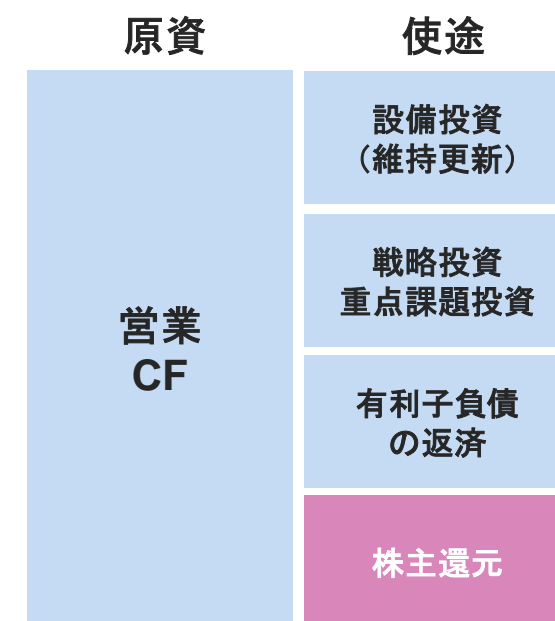 原資
使途
営業
CF
設備投資
（維持更新）
戦略投資
重点課題投資
有利子負債
の返済
株主還元